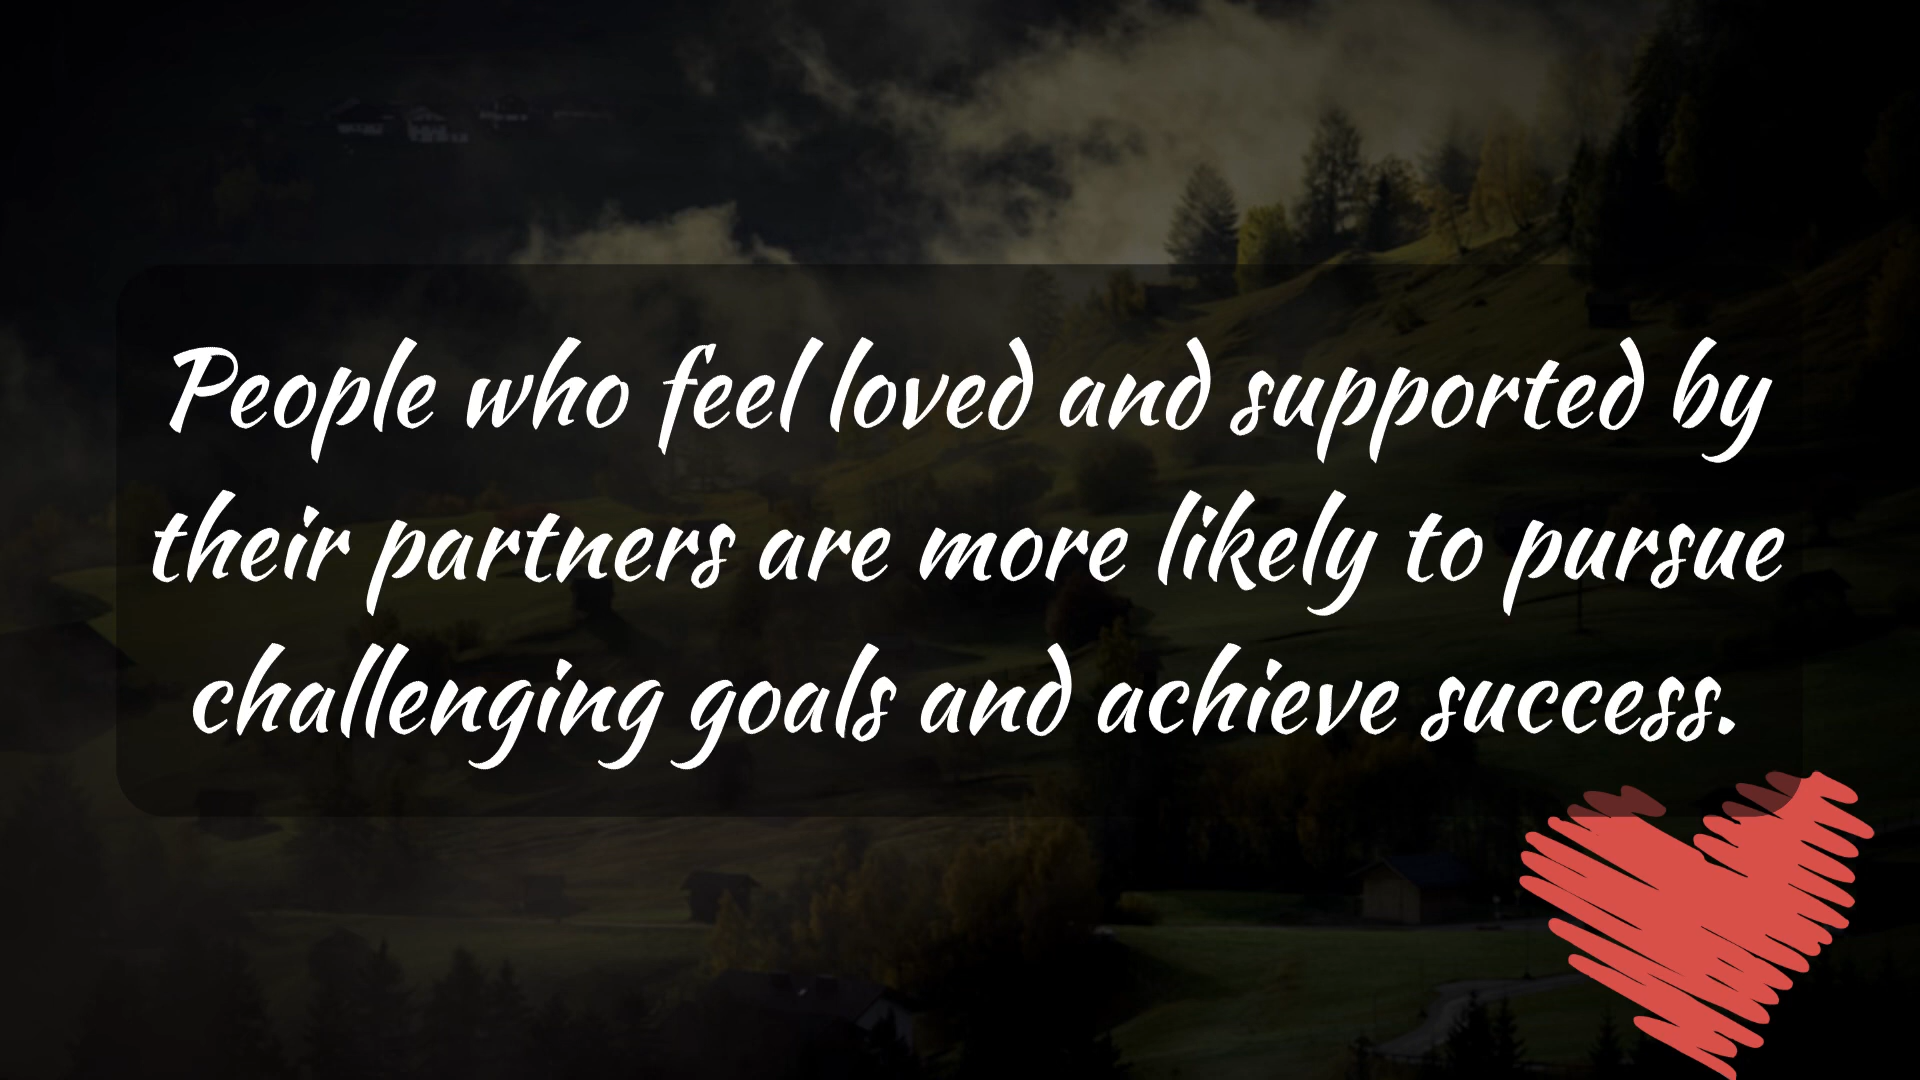 People who feel loved and supported by
their partners are more likely to pursue
challenging goals and achieve success.